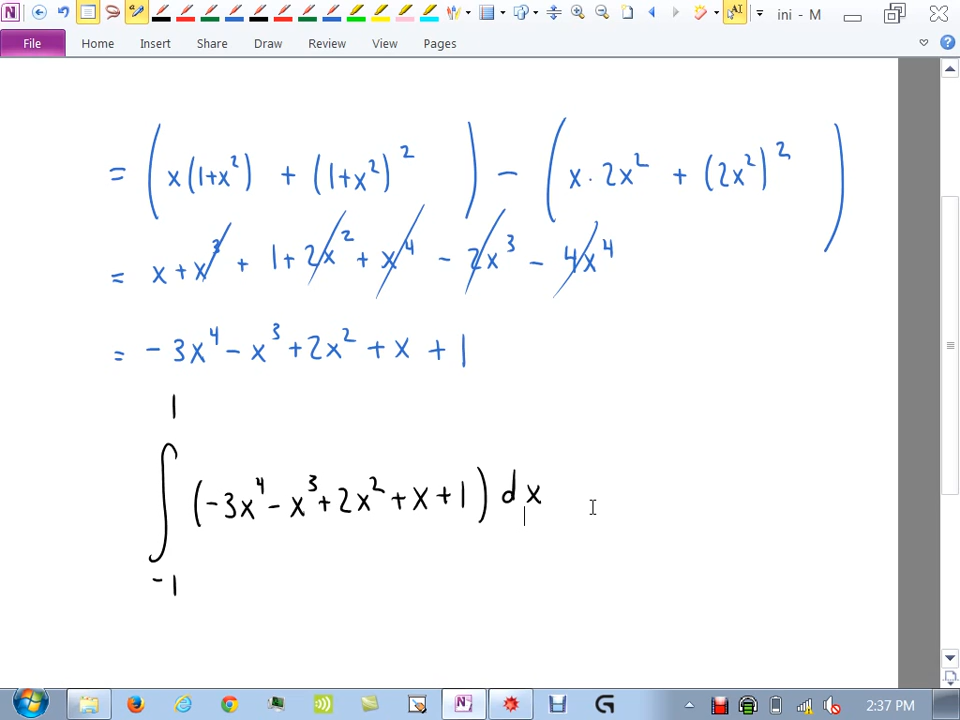 ini - M
File Home Insert Share Draw Review View Pages
= (x(1+x²) + (1+x²)²) - (x · 2x² + (2x²)²)
= x + x³ + 1 + 2x² + x⁴ - 2x³ - 4x⁴
= -3x⁴ - x³ + 2x² + x + 1
1
∫ (-3x⁴ - x³ + 2x² + x + 1) dx
-1
2:37 PM